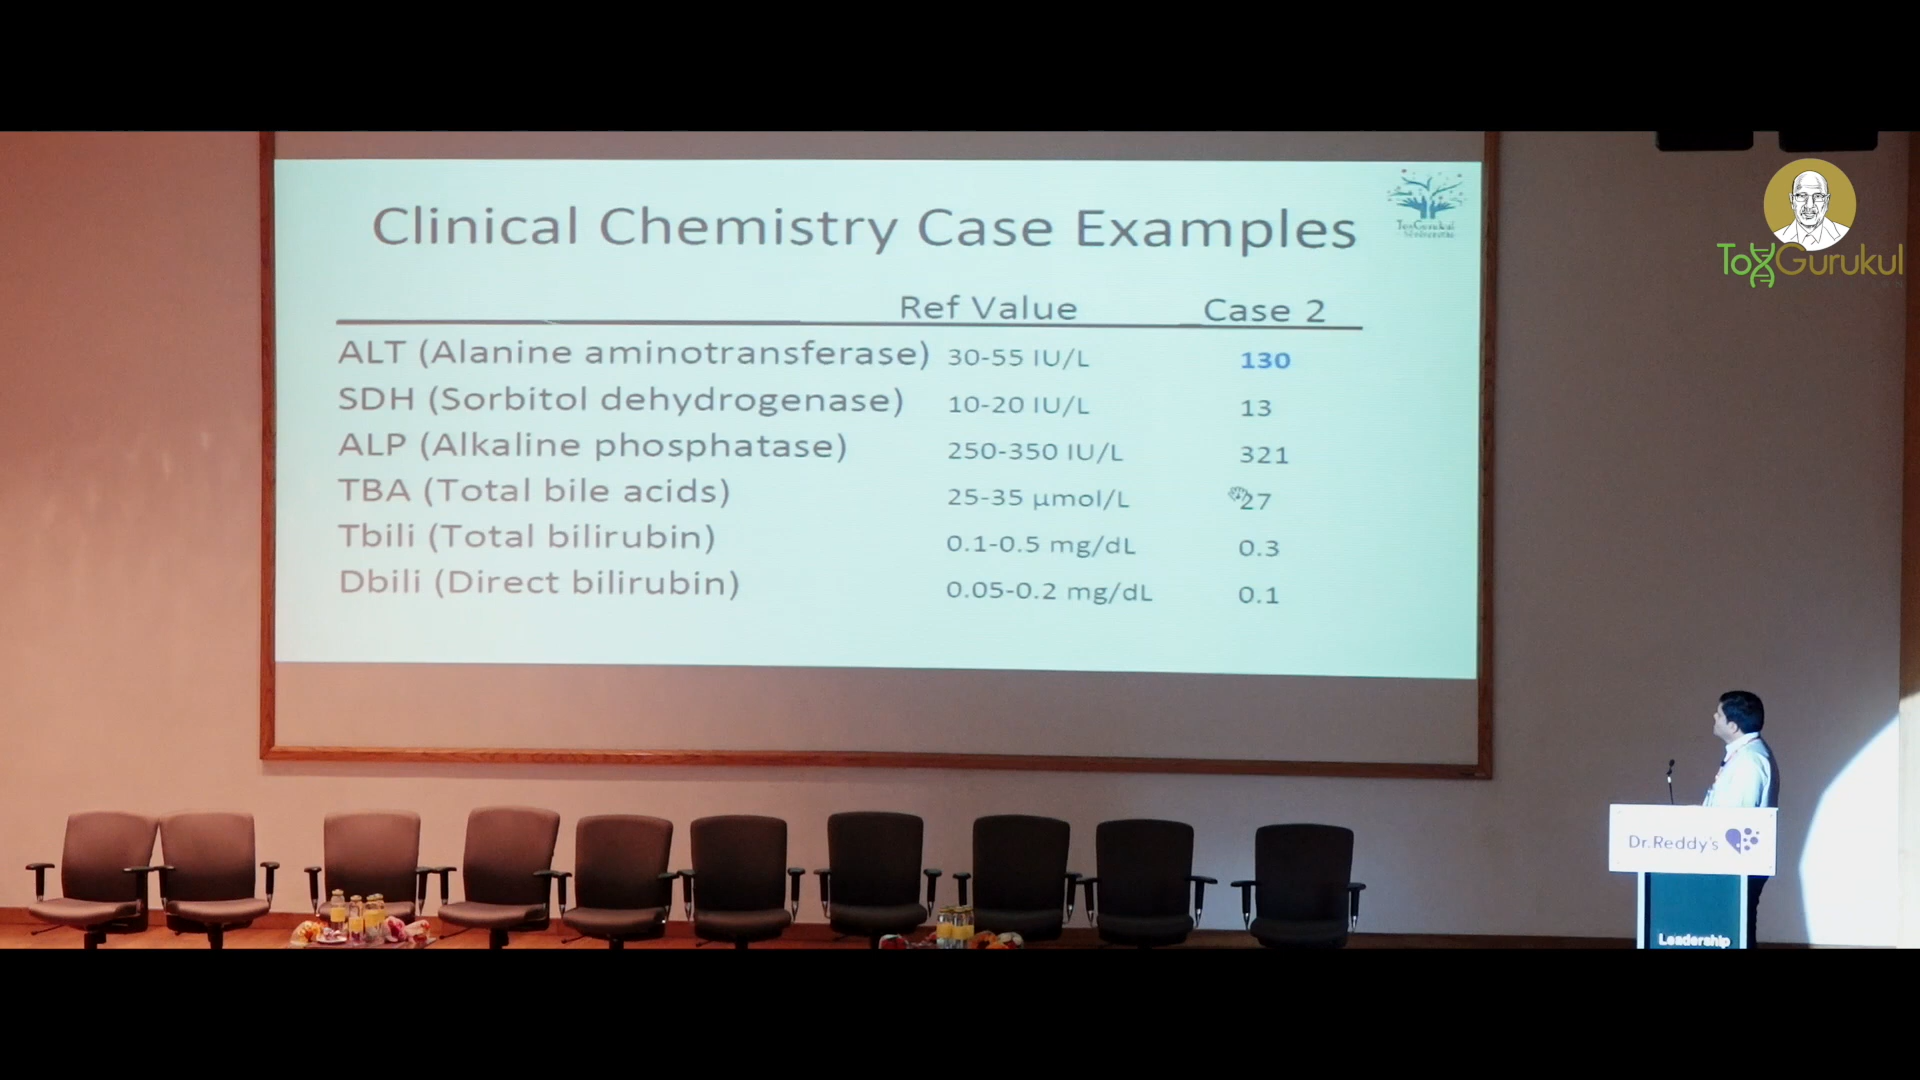 Clinical Chemistry Case Examples
ToxGurukul
ToxGurukul
Ref Value Case 2
ALT (Alanine aminotransferase) 30-55 IU/L 130
SDH (Sorbitol dehydrogenase) 10-20 IU/L 13
ALP (Alkaline phosphatase) 250-350 IU/L 321
TBA (Total bile acids) 25-35 µmol/L 27
Tbili (Total bilirubin) 0.1-0.5 mg/dL 0.3
Dbili (Direct bilirubin) 0.05-0.2 mg/dL 0.1
Dr.Reddy's
Leadership